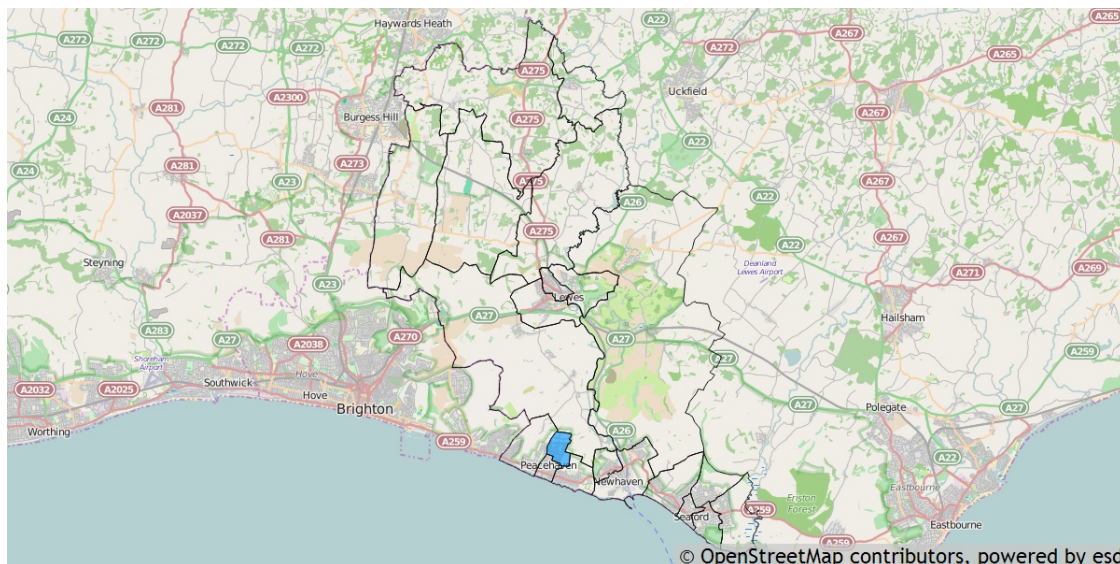 Haywards Heath
A272
A272
A272
A22
A272
A267
A265
A265
A275
A267
Uckfield
A24
A281
A2300
Burgess Hill
A275
A22
A267
A24
A281
A273
A23
A275
A26
A22
A267
A2037
A281
A275
A22
Steyning
A23
Deanland
Lewes Airport
A271
A269
Lewes
Hailsham
A283
A27
A270
A27
A27
A27
A259
A2038
Shoreham
Airport
Hove
A2032
A2025
Southwick
Hove
Brighton
A27
A27
Polegate
Worthing
A259
A26
A22
Peacehaven
Newhaven
Eastbourne
Friston
Forest
Seaford
A259
A259
Eastbourne
© OpenStreetMap contributors, powered by esd